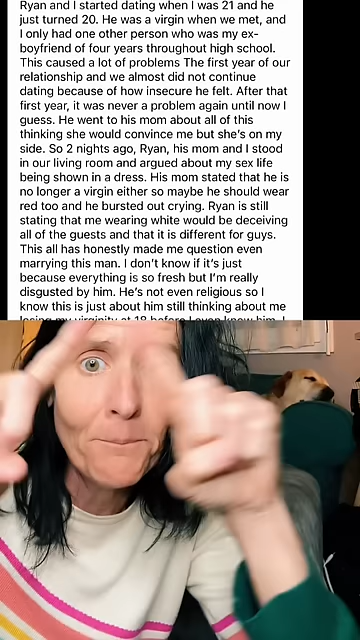 Ryan and I started dating when I was 21 and he
just turned 20. He was a virgin when we met, and
I only had one other person who was my ex-
boyfriend of four years throughout high school.
This caused a lot of problems The first year of our
relationship and we almost did not continue
dating because of how insecure he felt. After that
first year, it was never a problem again until now I
guess. He went to his mom about all of this
thinking she would convince me but she's on my
side. So 2 nights ago, Ryan, his mom and I stood
in our living room and argued about my sex life
being shown in a dress. His mom stated that he is
no longer a virgin either so maybe he should wear
red too and he bursted out crying. Ryan is still
stating that me wearing white would be deceiving
all of the guests and that it is different for guys.
This all has honestly made me question even
marrying this man. I don't know if it's just
because everything is so fresh but I'm really
disgusted by him. He's not even religious so I
know this is just about him still thinking about me
losing my virginity at 18 before I even knew him. I